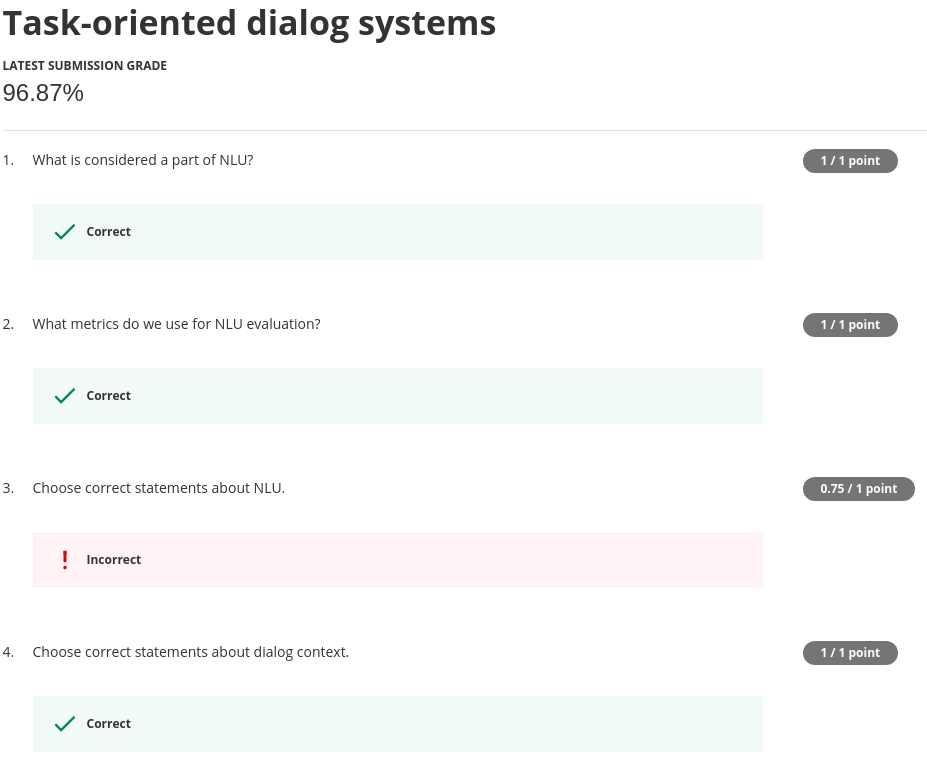 Task-oriented dialog systems
LATEST SUBMISSION GRADE
96.87%
1. What is considered a part of NLU? 1 / 1 point
Correct
2. What metrics do we use for NLU evaluation? 1 / 1 point
Correct
3. Choose correct statements about NLU. 0.75 / 1 point
! Incorrect
4. Choose correct statements about dialog context. 1 / 1 point
Correct